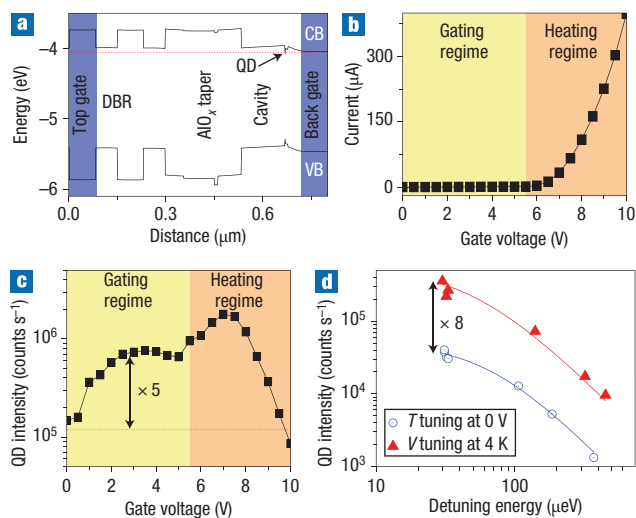 a
Energy (eV)
−4
−5
−6
Top gate
DBR
AlOx taper
Cavity
QD
Back gate
CB
VB
0.0
0.3
0.6
Distance (μm)
b
Current (μA)
400
150
0
Gating regime
Heating regime
0
2
4
6
8
10
Gate voltage (V)
c
QD intensity (counts s−1)
10^6
10^5
Gating regime
Heating regime
× 5
0
2
4
6
8
10
Gate voltage (V)
d
QD intensity (counts s−1)
10^5
10^4
10^3
× 8
T tuning at 0 V
V tuning at 4 K
10
100
Detuning energy (μeV)